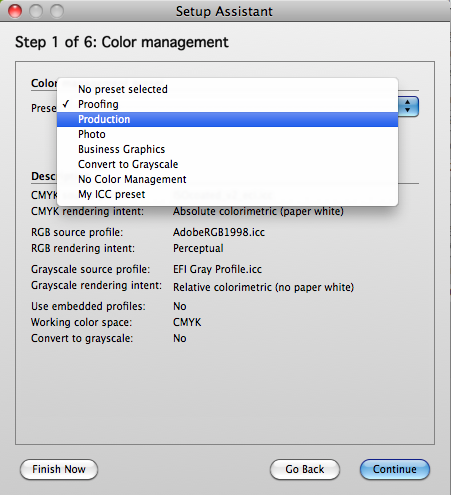 Setup Assistant
Step 1 of 6: Color management
Color
Prese
No preset selected
✓ Proofing
Production
Photo
Business Graphics
Convert to Grayscale
No Color Management
My ICC preset
Desc
CMYK
CMYK rendering intent: Absolute colorimetric (paper white)
RGB source profile: AdobeRGB1998.icc
RGB rendering intent: Perceptual
Grayscale source profile: EFI Gray Profile.icc
Grayscale rendering intent: Relative colorimetric (no paper white)
Use embedded profiles: No
Working color space: CMYK
Convert to grayscale: No
Finish Now
Go Back
Continue